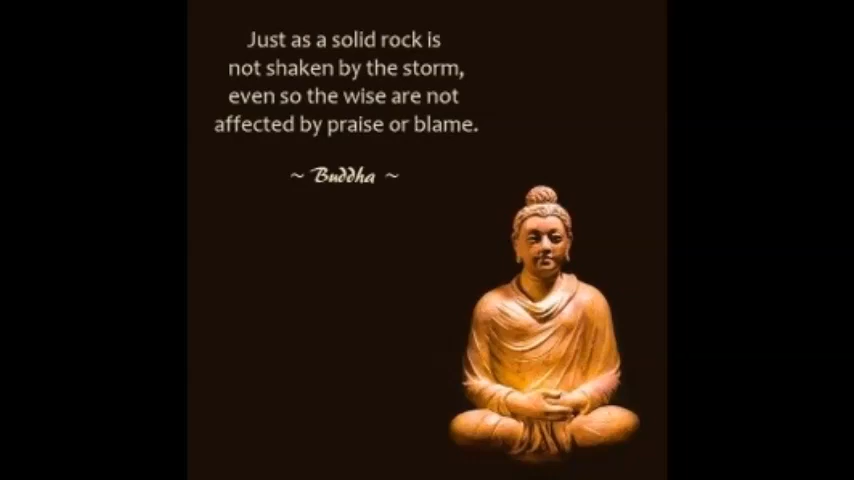 Just as a solid rock is
not shaken by the storm,
even so the wise are not
affected by praise or blame.
~ Buddha ~